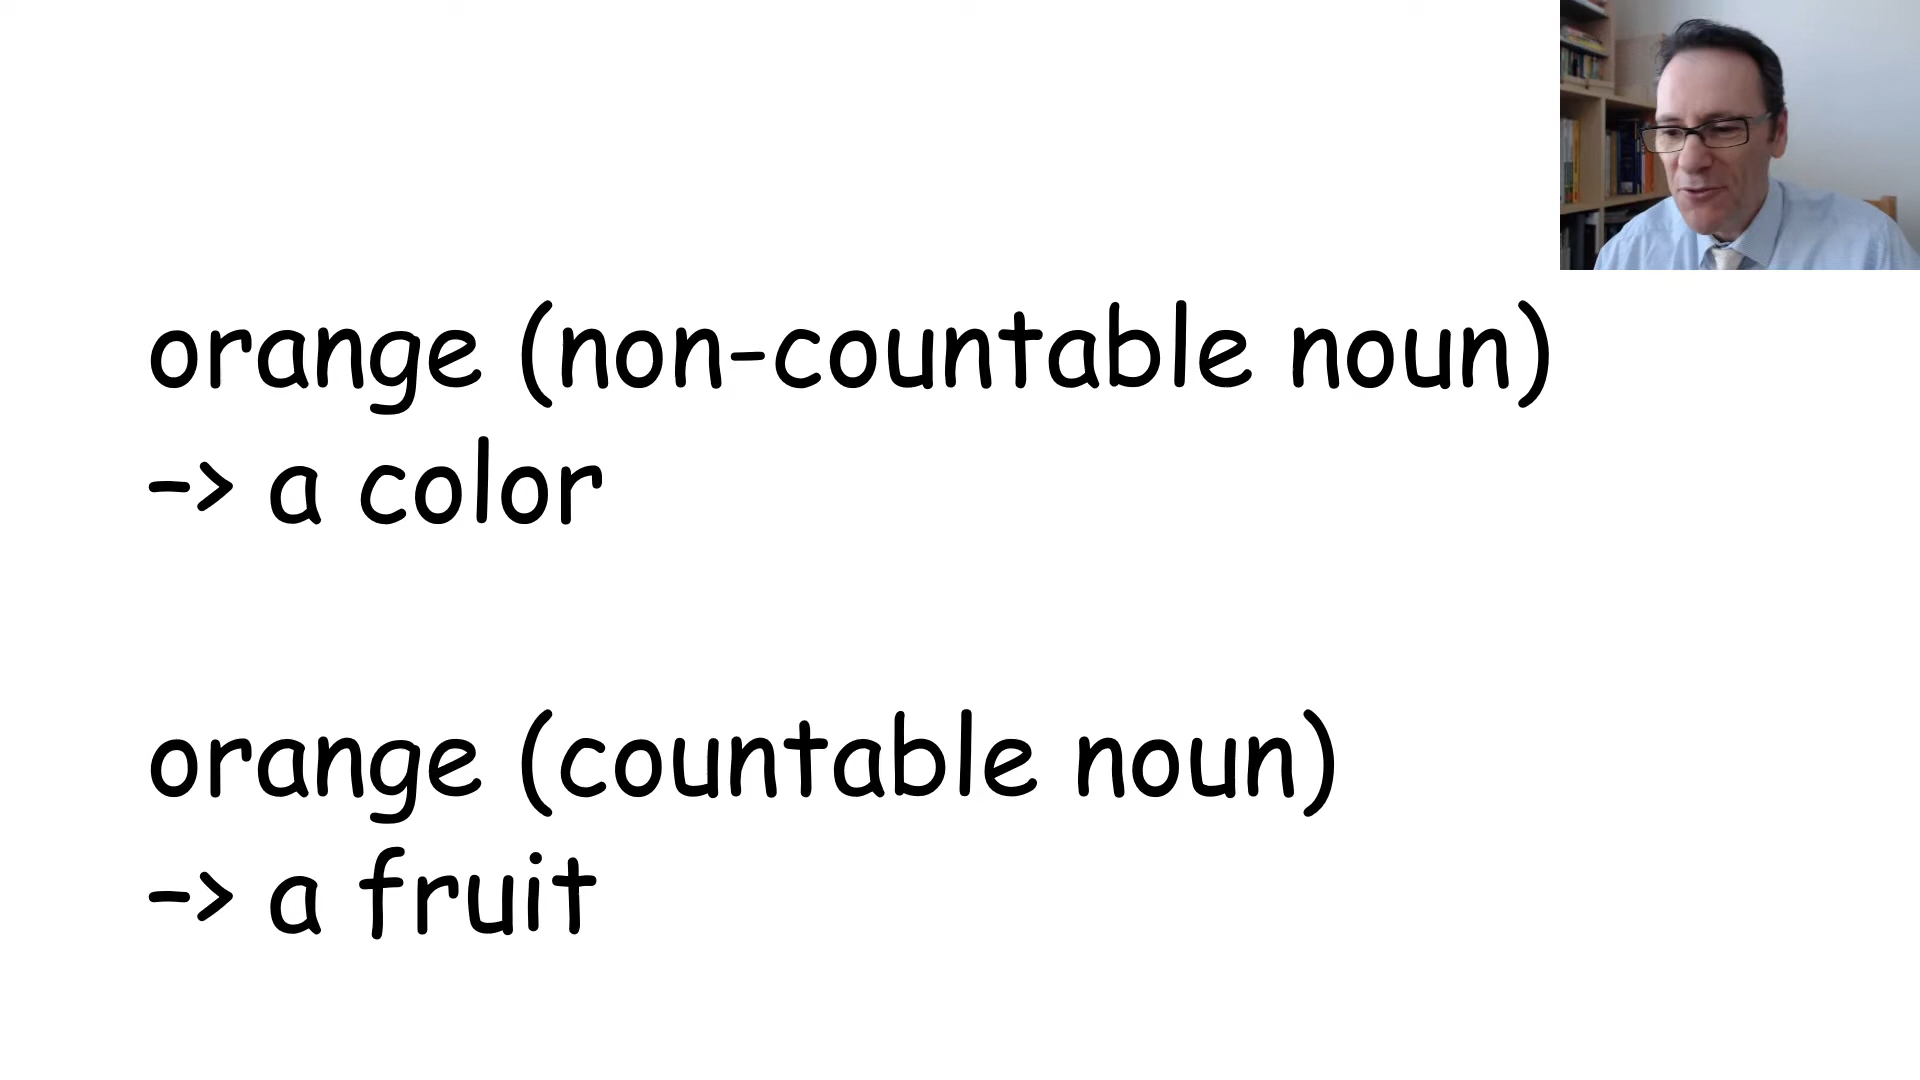 orange (non-countable noun)
–> a color
orange (countable noun)
–> a fruit